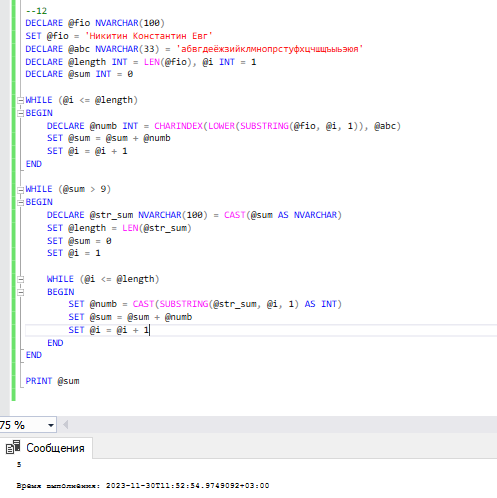 --12
DECLARE @fio NVARCHAR(100)
SET @fio = 'Никитин Константин Евг'
DECLARE @abc NVARCHAR(33) = 'абвгдеёжзийклмнопрстуфхцчшщъыьэюя'
DECLARE @length INT = LEN(@fio), @i INT = 1
DECLARE @sum INT = 0
WHILE (@i <= @length)
BEGIN
DECLARE @numb INT = CHARINDEX(LOWER(SUBSTRING(@fio, @i, 1)), @abc)
SET @sum = @sum + @numb
SET @i = @i + 1
END
WHILE (@sum > 9)
BEGIN
DECLARE @str_sum NVARCHAR(100) = CAST(@sum AS NVARCHAR)
SET @length = LEN(@str_sum)
SET @sum = 0
SET @i = 1
WHILE (@i <= @length)
BEGIN
SET @numb = CAST(SUBSTRING(@str_sum, @i, 1) AS INT)
SET @sum = @sum + @numb
SET @i = @i + 1
END
END
PRINT @sum
75 %
Сообщения
Время выполнения: 2023-11-30T11:52:54.9749092+03:00